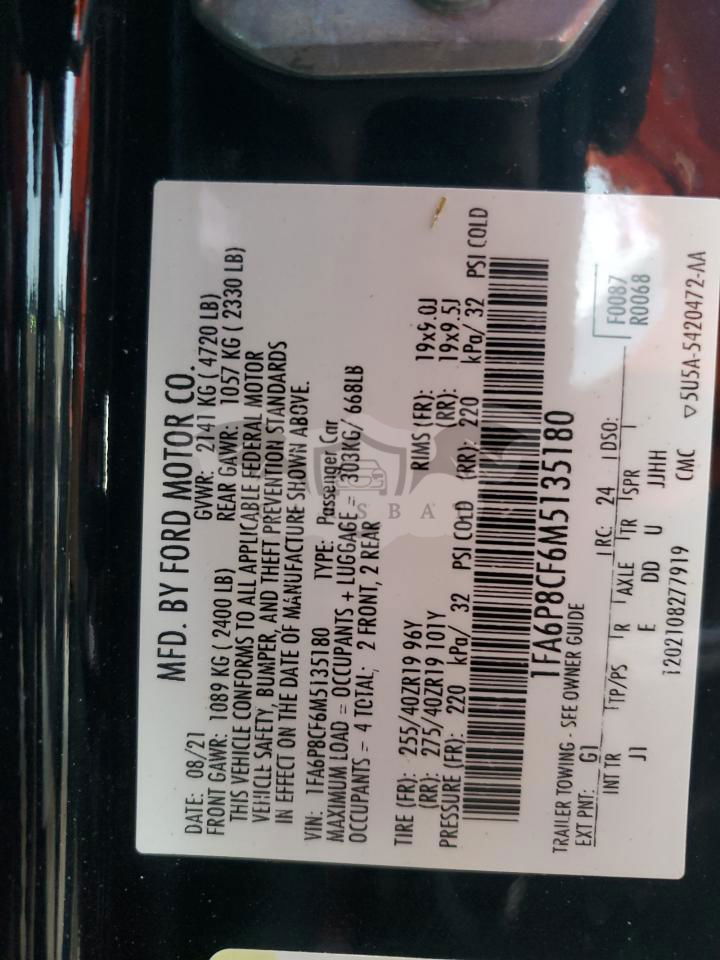 MFD. BY FORD MOTOR CO.
DATE: 08/21 GVWR: 2141 KG ( 4720 LB)
FRONT GAWR: 1089 KG ( 2400 LB) REAR GAWR: 1057 KG ( 2330 LB)
THIS VEHICLE CONFORMS TO ALL APPLICABLE FEDERAL MOTOR
VEHICLE SAFETY, BUMPER, AND THEFT PREVENTION STANDARDS
IN EFFECT ON THE DATE OF MANUFACTURE SHOWN ABOVE.
VIN: 1FA6P8CF6M5135180 TYPE: Passenger Car
MAXIMUM LOAD = OCCUPANTS + LUGGAGE = 303KG/ 668LB
OCCUPANTS = 4 TOTAL; 2 FRONT, 2 REAR
SBA
TIRE (FR): 255/40ZR19 96Y RIMS (FR): 19x9.0J
(RR): 275/40ZR19 101Y (RR): 19x9.5J
PRESSURE (FR): 220 kPa/ 32 PSI COLD (RR): 220 kPa/ 32 PSI COLD
1FA6P8CF6M5135180
TRAILER TOWING - SEE OWNER GUIDE
EXT PNT: G1 RC: 24 DSO: F0087
R0068
INT TR TP/PS R AXLE TR SPR
J1 E DD U JJHH
1202108277919 CMC ▽5U5A-5420472-AA